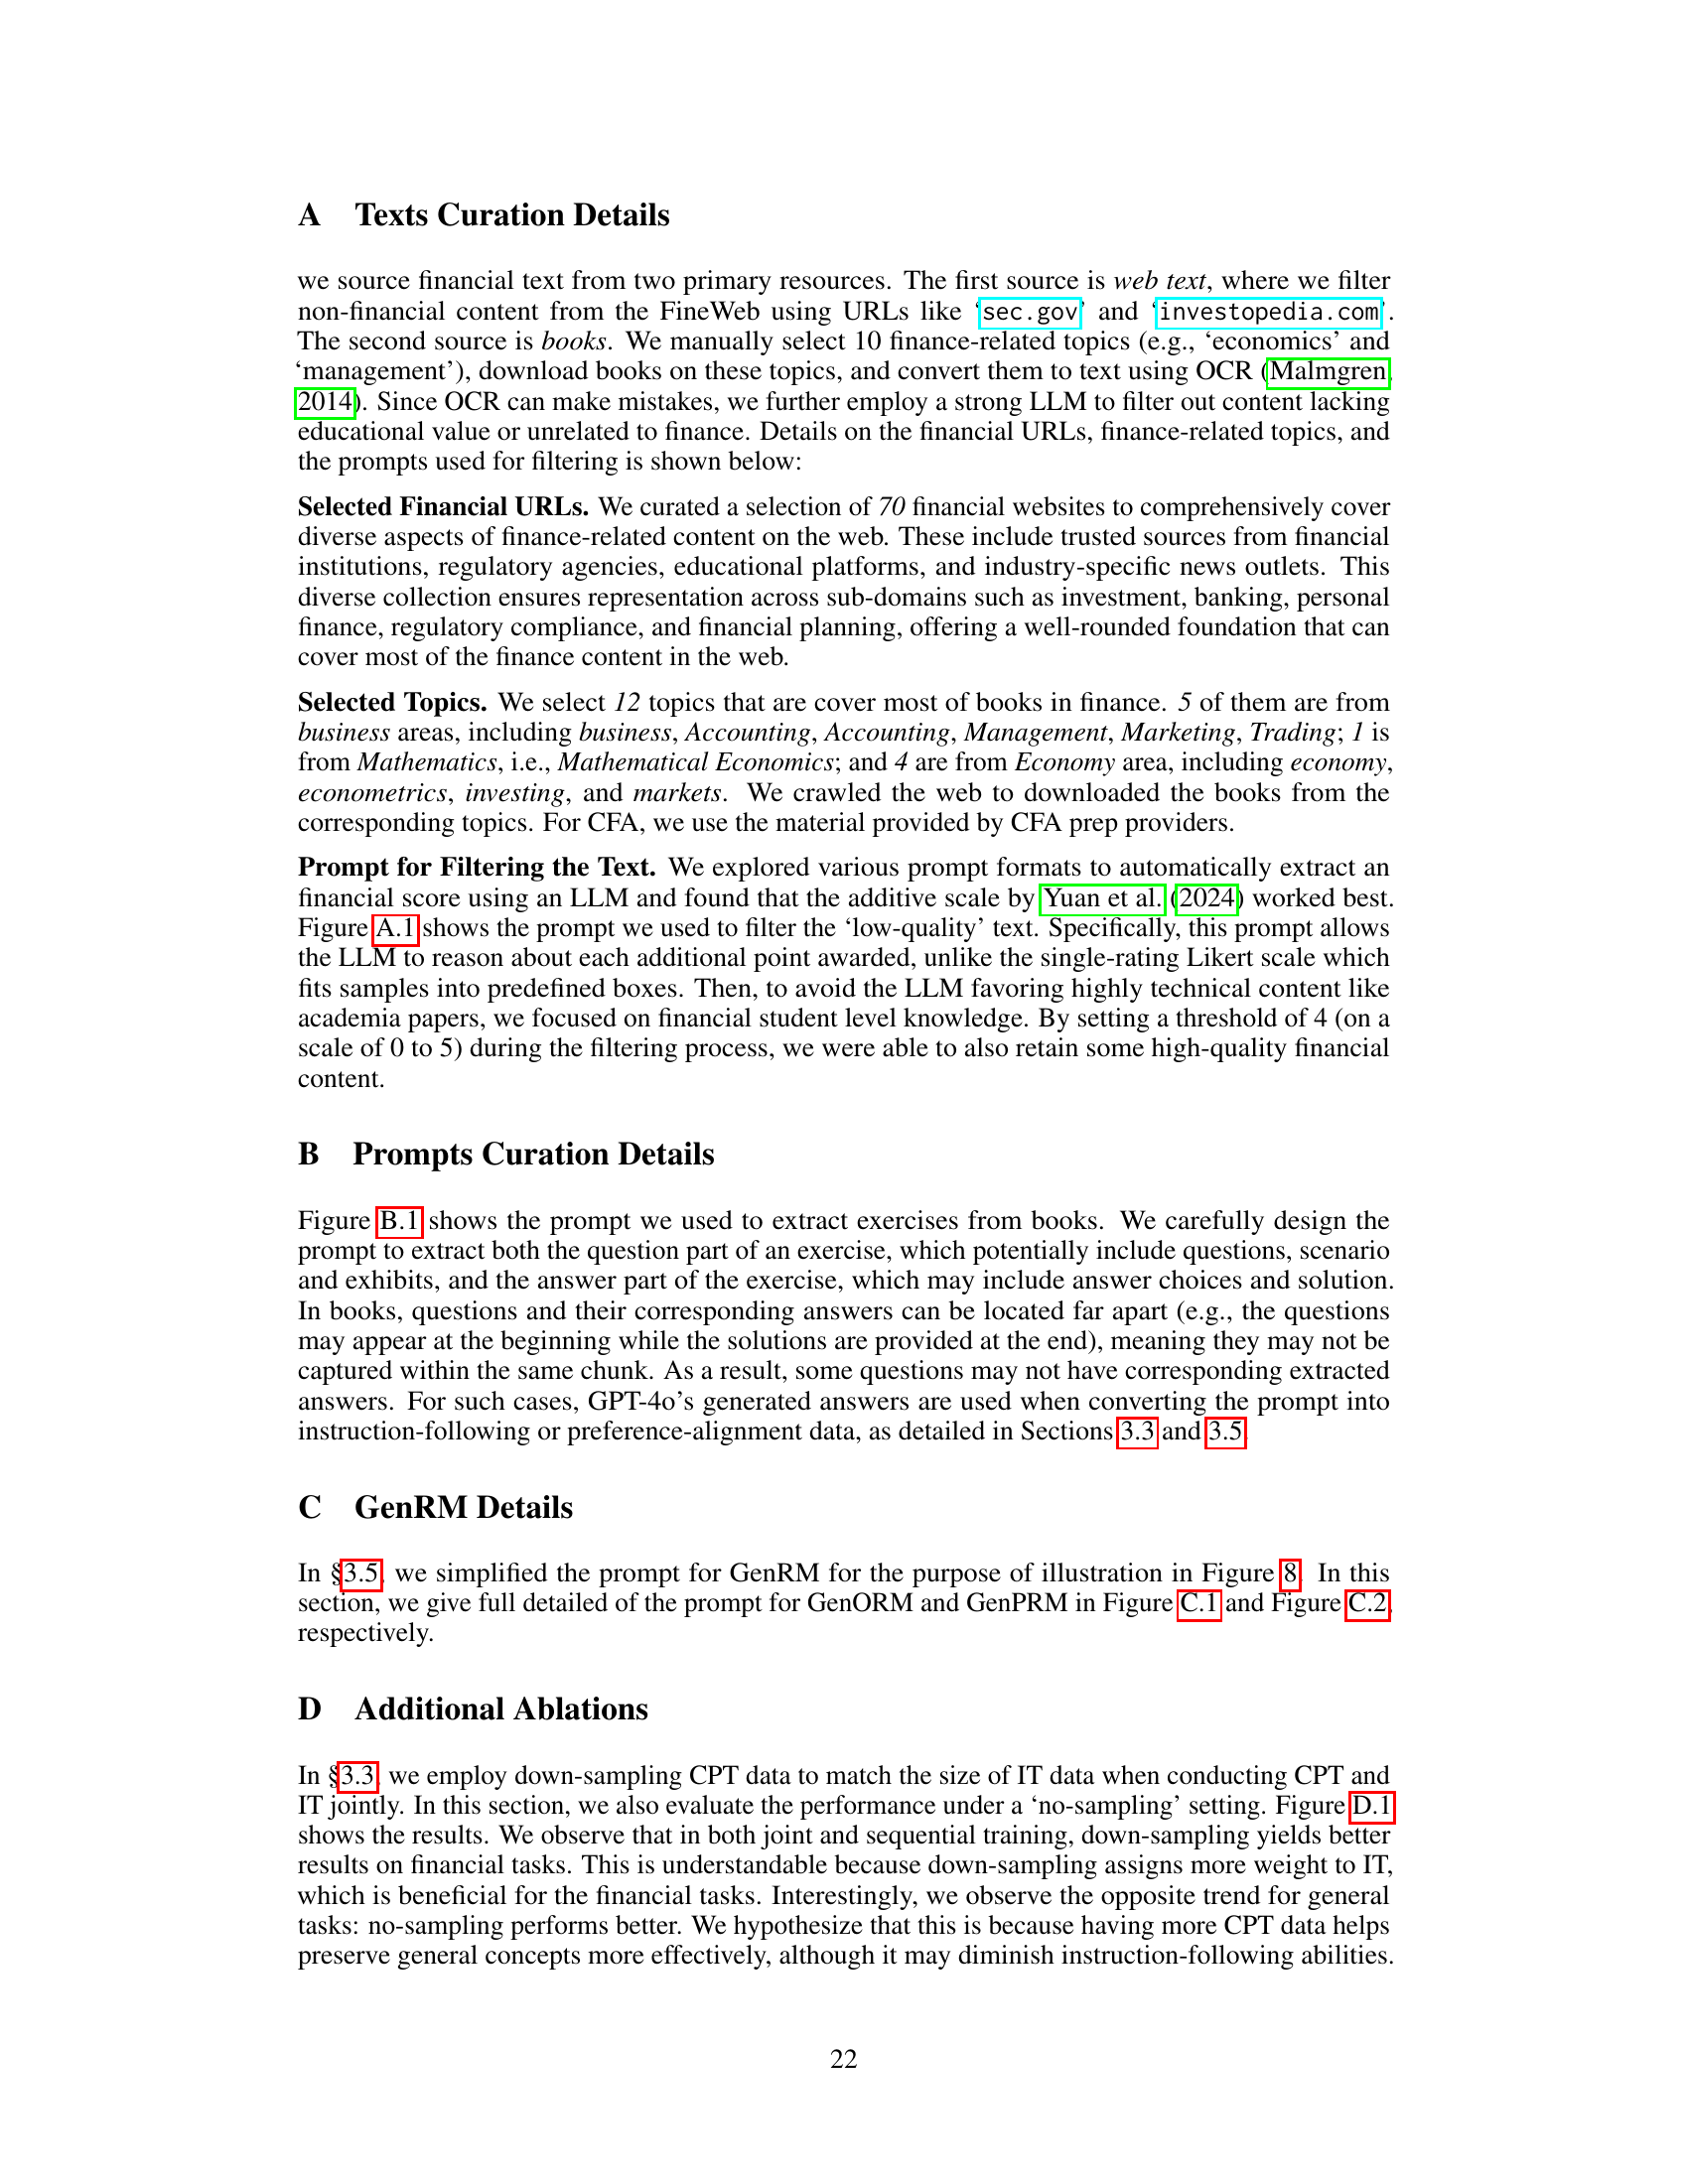 A Texts Curation Details
we source financial text from two primary resources. The first source is web text, where we filter
non-financial content from the FineWeb using URLs like ‘sec.gov’ and ‘investopedia.com’.
The second source is books. We manually select 10 finance-related topics (e.g., ‘economics’ and
‘management’), download books on these topics, and convert them to text using OCR (Malmgren,
2014). Since OCR can make mistakes, we further employ a strong LLM to filter out content lacking
educational value or unrelated to finance. Details on the financial URLs, finance-related topics, and
the prompts used for filtering is shown below:
Selected Financial URLs. We curated a selection of 70 financial websites to comprehensively cover
diverse aspects of finance-related content on the web. These include trusted sources from financial
institutions, regulatory agencies, educational platforms, and industry-specific news outlets. This
diverse collection ensures representation across sub-domains such as investment, banking, personal
finance, regulatory compliance, and financial planning, offering a well-rounded foundation that can
cover most of the finance content in the web.
Selected Topics. We select 12 topics that are cover most of books in finance. 5 of them are from
business areas, including business, Accounting, Accounting, Management, Marketing, Trading; 1 is
from Mathematics, i.e., Mathematical Economics; and 4 are from Economy area, including economy,
econometrics, investing, and markets. We crawled the web to downloaded the books from the
corresponding topics. For CFA, we use the material provided by CFA prep providers.
Prompt for Filtering the Text. We explored various prompt formats to automatically extract an
financial score using an LLM and found that the additive scale by Yuan et al. (2024) worked best.
Figure A.1 shows the prompt we used to filter the ‘low-quality’ text. Specifically, this prompt allows
the LLM to reason about each additional point awarded, unlike the single-rating Likert scale which
fits samples into predefined boxes. Then, to avoid the LLM favoring highly technical content like
academia papers, we focused on financial student level knowledge. By setting a threshold of 4 (on a
scale of 0 to 5) during the filtering process, we were able to also retain some high-quality financial
content.
B Prompts Curation Details
Figure B.1 shows the prompt we used to extract exercises from books. We carefully design the
prompt to extract both the question part of an exercise, which potentially include questions, scenario
and exhibits, and the answer part of the exercise, which may include answer choices and solution.
In books, questions and their corresponding answers can be located far apart (e.g., the questions
may appear at the beginning while the solutions are provided at the end), meaning they may not be
captured within the same chunk. As a result, some questions may not have corresponding extracted
answers. For such cases, GPT-4o’s generated answers are used when converting the prompt into
instruction-following or preference-alignment data, as detailed in Sections 3.3 and 3.5.
C GenRM Details
In §3.5, we simplified the prompt for GenRM for the purpose of illustration in Figure 8. In this
section, we give full detailed of the prompt for GenORM and GenPRM in Figure C.1 and Figure C.2,
respectively.
D Additional Ablations
In §3.3, we employ down-sampling CPT data to match the size of IT data when conducting CPT and
IT jointly. In this section, we also evaluate the performance under a ‘no-sampling’ setting. Figure D.1
shows the results. We observe that in both joint and sequential training, down-sampling yields better
results on financial tasks. This is understandable because down-sampling assigns more weight to IT,
which is beneficial for the financial tasks. Interestingly, we observe the opposite trend for general
tasks: no-sampling performs better. We hypothesize that this is because having more CPT data helps
preserve general concepts more effectively, although it may diminish instruction-following abilities.
22